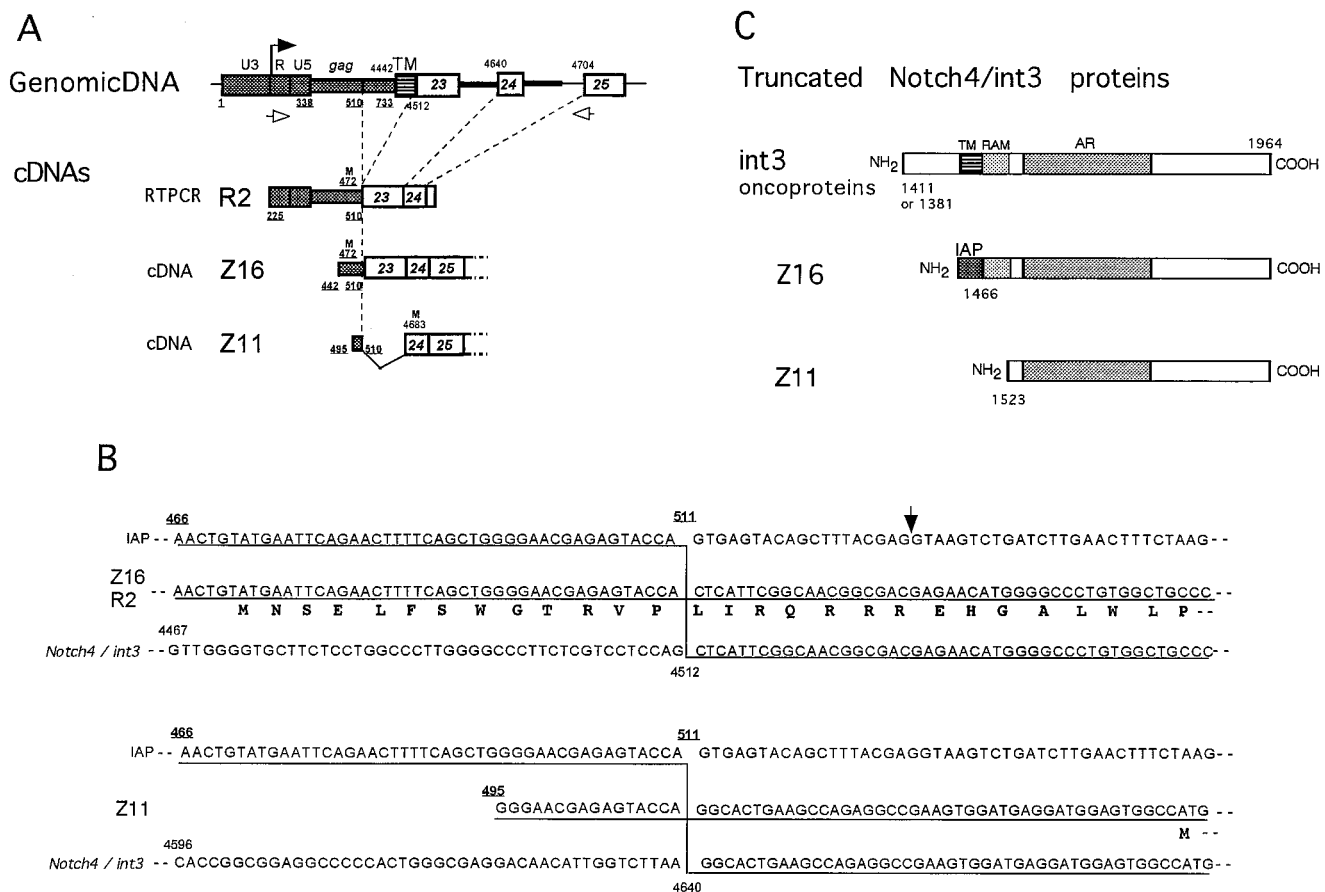 A
GenomicDNA
U3 R U5 gag 4442 TM 4640 4704
23 24 25
1 338 510 733 4512
cDNAs
M
472
RTPCR R2 23 24
225 510
M
472
cDNA Z16 23 24 25
442 510
M
4683
cDNA Z11 24 25
495 510
C
Truncated Notch4/int3 proteins
TM RAM AR 1964
int3 NH2 COOH
oncoproteins
1411
or 1381
IAP
Z16 NH2 COOH
1466
Z11 NH2 COOH
1523
B
466 511
IAP -- AACTGTATGAATTCAGAACTTTTCAGCTGGGGAACGAGAGTACCA GTGAGTACAGCTTTACGAGGTAAGTCTGATCTTGAACTTTCTAAG--
Z16
R2
-- AACTGTATGAATTCAGAACTTTTCAGCTGGGGAACGAGAGTACCA CTCATTCGGCAACGGCGACGAGAACATGGGGCCCTGTGGCTGCCC--
M N S E L F S W G T R V P L I R Q R R R E H G A L W L P --
4467
Notch4 / int3 -- GTTGGGGTGCTTCTCCTGGCCCTTGGGGCCCTTCTCGTCCTCCAG CTCATTCGGCAACGGCGACGAGAACATGGGGCCCTGTGGCTGCCC--
4512
466 511
IAP -- AACTGTATGAATTCAGAACTTTTCAGCTGGGGAACGAGAGTACCA GTGAGTACAGCTTTACGAGGTAAGTCTGATCTTGAACTTTCTAAG--
495
Z11 GGGAACGAGAGTACCA GGCACTGAAGCCAGAGGCCGAAGTGGATGAGGATGGAGTGGCCATG
M --
4596
Notch4 / int3 -- CACCGGCGGAGGCCCCCACTGGGCGAGGACAACATTGGTCTTAA GGCACTGAAGCCAGAGGCCGAAGTGGATGAGGATGGAGTGGCCATG--
4640